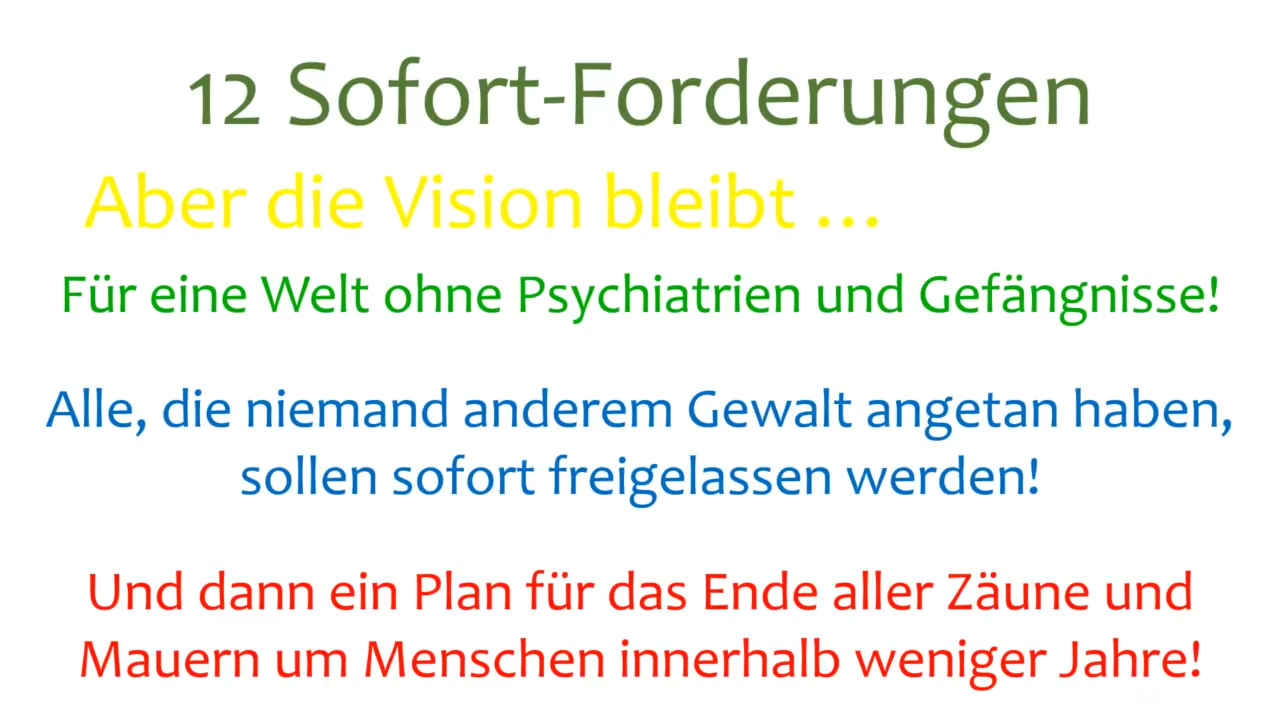 12 Sofort-Forderungen
Aber die Vision bleibt ...
Für eine Welt ohne Psychiatrien und Gefängnisse!
Alle, die niemand anderem Gewalt angetan haben,
sollen sofort freigelassen werden!
Und dann ein Plan für das Ende aller Zäune und
Mauern um Menschen innerhalb weniger Jahre!